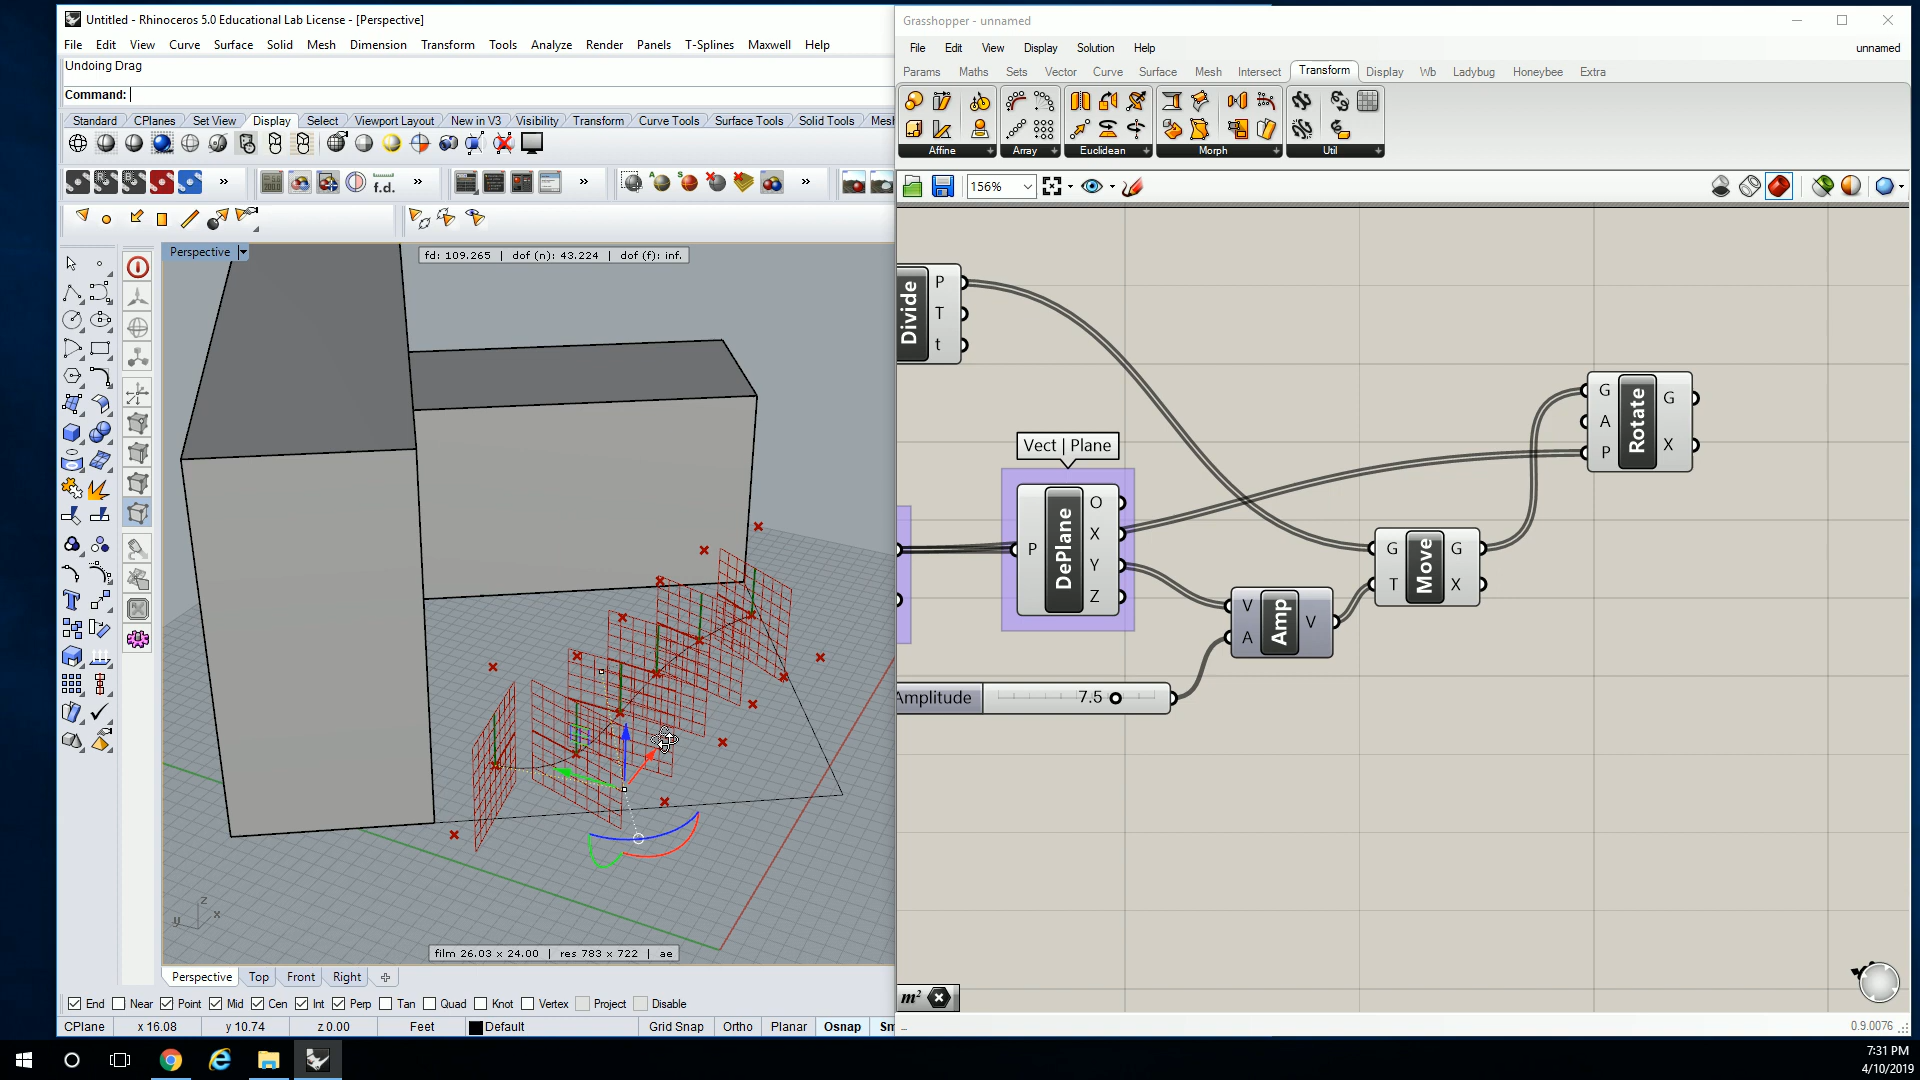 Untitled - Rhinoceros 5.0 Educational Lab License - [Perspective]
File Edit View Curve Surface Solid Mesh Dimension Transform Tools Analyze Render Panels T-Splines Maxwell Help
Undoing Drag
Command:
Standard CPlanes Set View Display Select Viewport Layout New in V3 Visibility Transform Curve Tools Surface Tools Solid Tools Mesh
f.d.
Perspective
fd: 109.265 | dof (n): 43.224 | dof (f): inf.
z
y x
film 26.03 x 24.00 | res 783 x 722 | ae
Perspective Top Front Right
End Near Point Mid Cen Int Perp Tan Quad Knot Vertex Project Disable
CPlane x 16.08 y 10.74 z 0.00 Feet Default Grid Snap Ortho Planar Osnap Sm
Grasshopper - unnamed
File Edit View Display Solution Help unnamed
Params Maths Sets Vector Curve Surface Mesh Intersect Transform Display Wb Ladybug Honeybee Extra
Affine Array Euclidean Morph Util
156%
Divide
P
T
t
Vect | Plane
P
DePlane
O
X
Y
Z
Amplitude 7.5
V
A
Amp
V
G
T
Move
G
X
G
A
P
Rotate
G
X
m²
0.9.0076
7:31 PM
4/10/2019